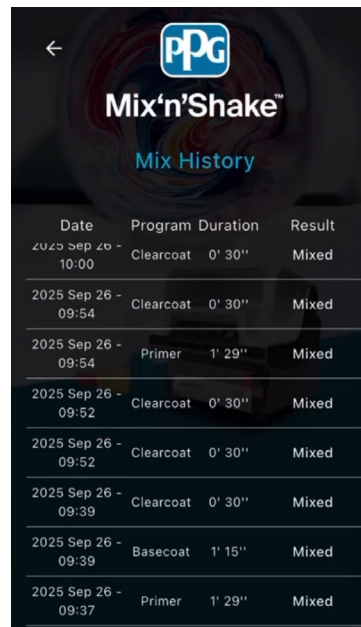 PPG
Mix'n'Shake™
Mix History
Date Program Duration Result
2025 Sep 26 -
10:00 Clearcoat 0' 30'' Mixed
2025 Sep 26 -
09:54 Clearcoat 0' 30'' Mixed
2025 Sep 26 -
09:54 Primer 1' 29'' Mixed
2025 Sep 26 -
09:52 Clearcoat 0' 30'' Mixed
2025 Sep 26 -
09:52 Clearcoat 0' 30'' Mixed
2025 Sep 26 -
09:39 Clearcoat 0' 30'' Mixed
2025 Sep 26 -
09:39 Basecoat 1' 15'' Mixed
2025 Sep 26 -
09:37 Primer 1' 29'' Mixed